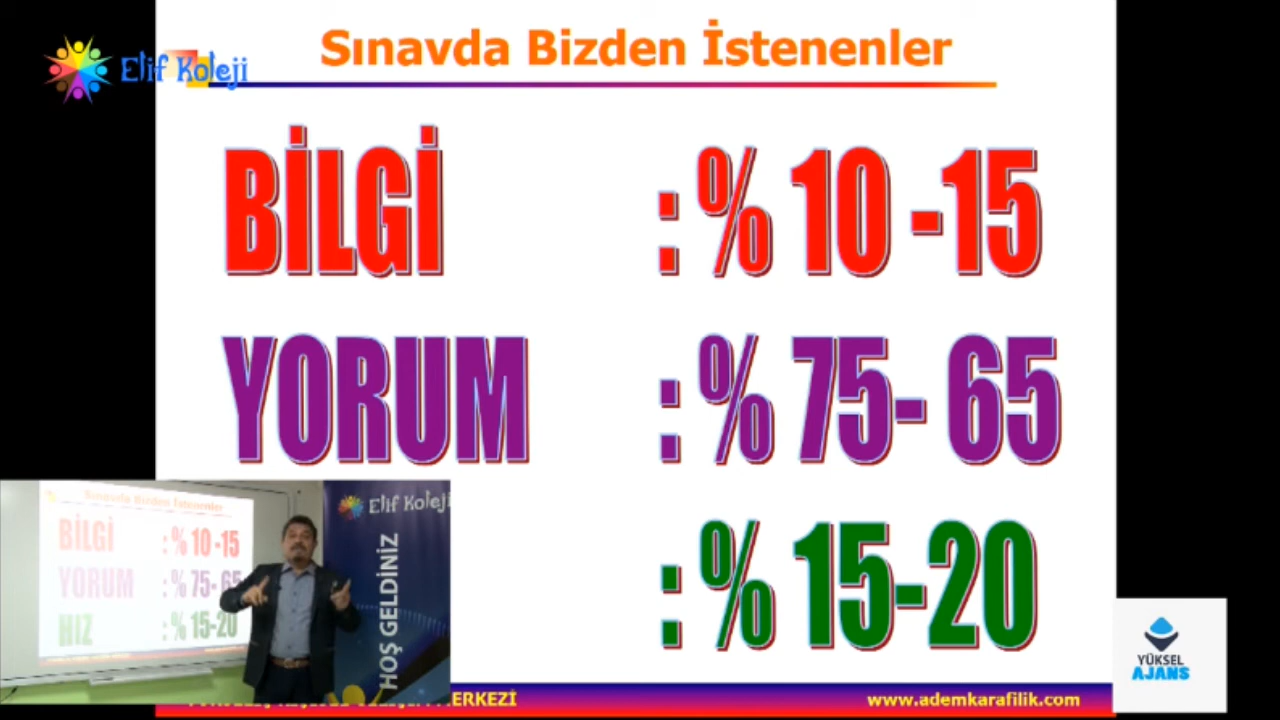 Sınavda Bizden İstenenler
Elif Koleji
BİLGİ : % 10 -15
YORUM : % 75- 65
: % 15-20
Sınavda Bizden İstenenler
BİLGİ : % 10 -15
YORUM : % 75- 65
HIZ : % 15-20
Elif Koleji
HOŞ GELDİNİZ
YÜKSEL
AJANS
www.ademkarafilik.com